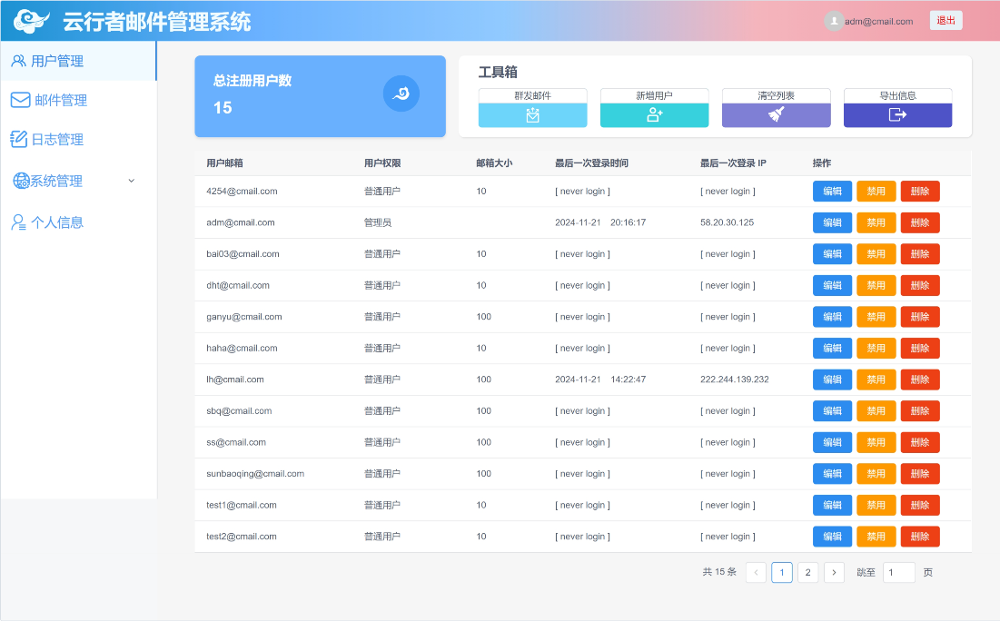 云行者邮件管理系统
adm@cmail.com 退出
用户管理
邮件管理
日志管理
系统管理
个人信息
总注册用户数
15
工具箱
群发邮件 新增用户 清空列表 导出信息
用户邮箱 用户权限 邮箱大小 最后一次登录时间 最后一次登录 IP 操作
4254@cmail.com 普通用户 10 [ never login ] [ never login ] 编辑 禁用 删除
adm@cmail.com 管理员 2024-11-21 20:16:17 58.20.30.125 编辑 禁用 删除
bai03@cmail.com 普通用户 10 [ never login ] [ never login ] 编辑 禁用 删除
dht@cmail.com 普通用户 10 [ never login ] [ never login ] 编辑 禁用 删除
ganyu@cmail.com 普通用户 100 [ never login ] [ never login ] 编辑 禁用 删除
haha@cmail.com 普通用户 10 [ never login ] [ never login ] 编辑 禁用 删除
lh@cmail.com 普通用户 100 2024-11-21 14:22:47 222.244.139.232 编辑 禁用 删除
sbq@cmail.com 普通用户 100 [ never login ] [ never login ] 编辑 禁用 删除
ss@cmail.com 普通用户 100 [ never login ] [ never login ] 编辑 禁用 删除
sunbaoqing@cmail.com 普通用户 100 [ never login ] [ never login ] 编辑 禁用 删除
test1@cmail.com 普通用户 10 [ never login ] [ never login ] 编辑 禁用 删除
test2@cmail.com 普通用户 10 [ never login ] [ never login ] 编辑 禁用 删除
共 15 条 1 2 跳至 1 页